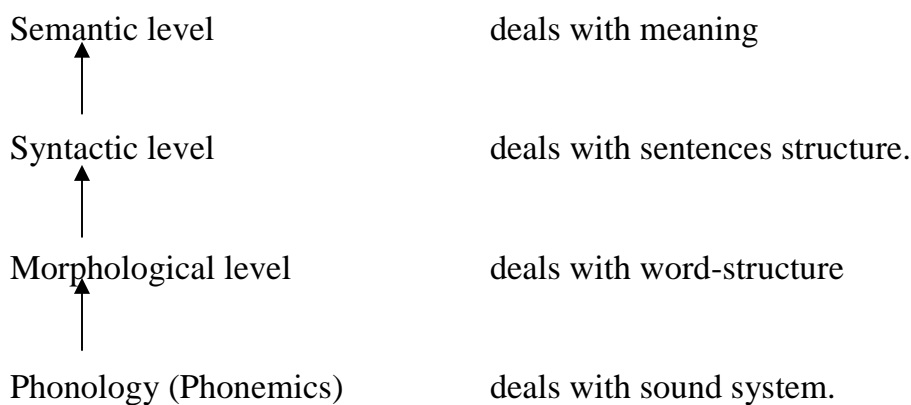 Semantic level deals with meaning
Syntactic level deals with sentences structure.
Morphological level deals with word-structure
Phonology (Phonemics) deals with sound system.